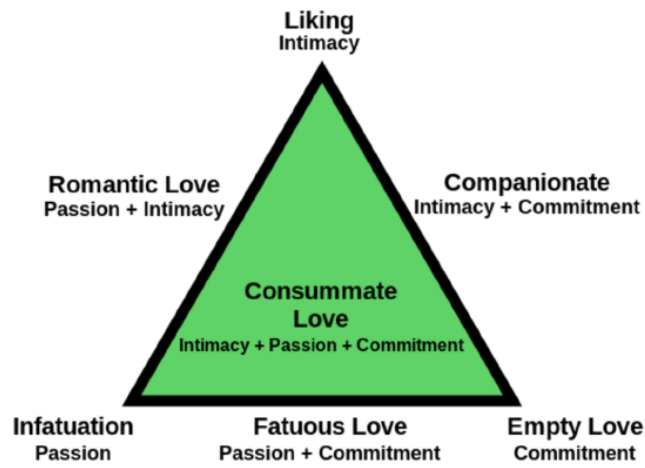 Liking
Intimacy
Romantic Love
Passion + Intimacy
Companionate
Intimacy + Commitment
Consummate
Love
Intimacy + Passion + Commitment
Infatuation
Passion
Fatuous Love
Passion + Commitment
Empty Love
Commitment